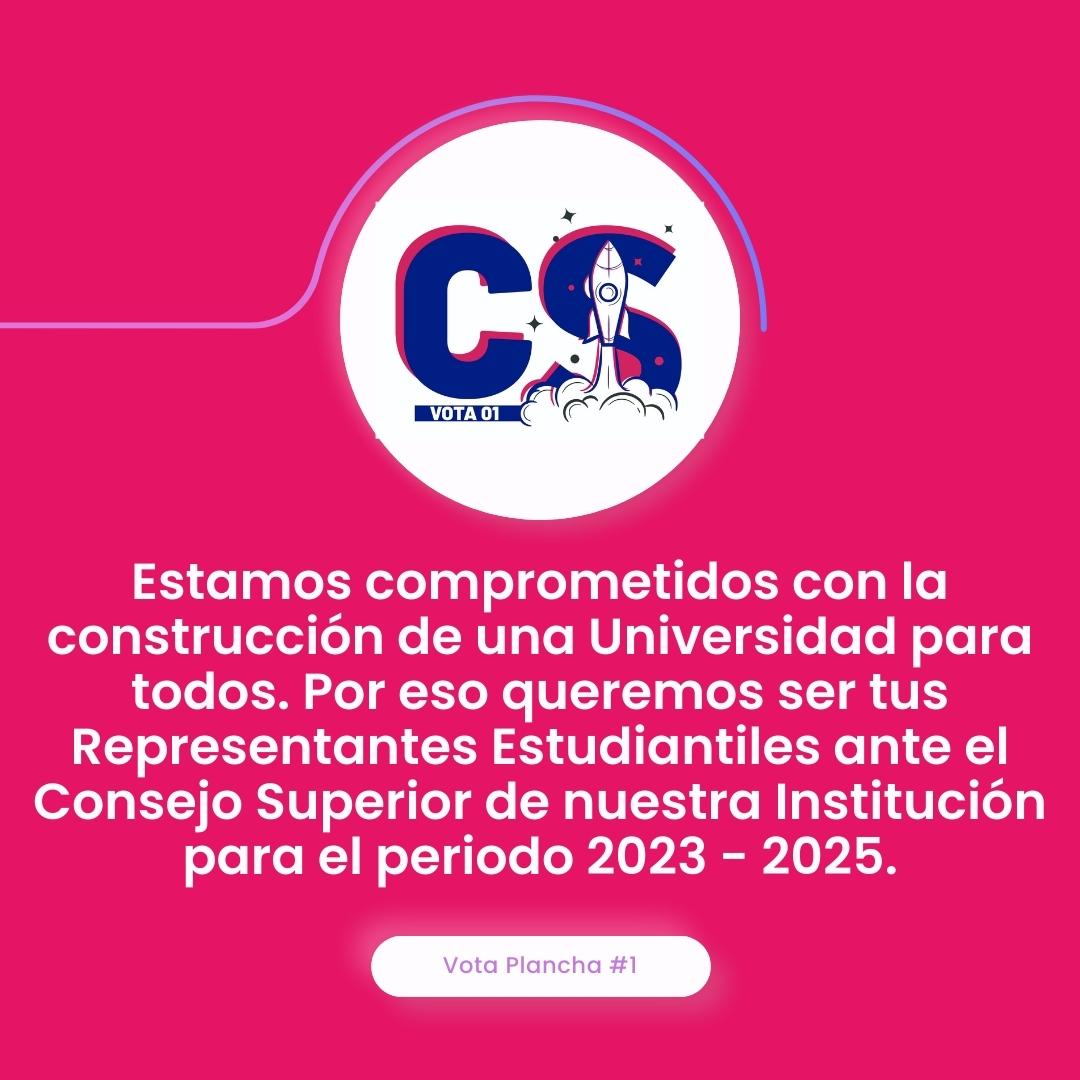 CS
VOTA 01
Estamos comprometidos con la
construcción de una Universidad para
todos. Por eso queremos ser tus
Representantes Estudiantiles ante el
Consejo Superior de nuestra Institución
para el periodo 2023 - 2025.
Vota Plancha #1